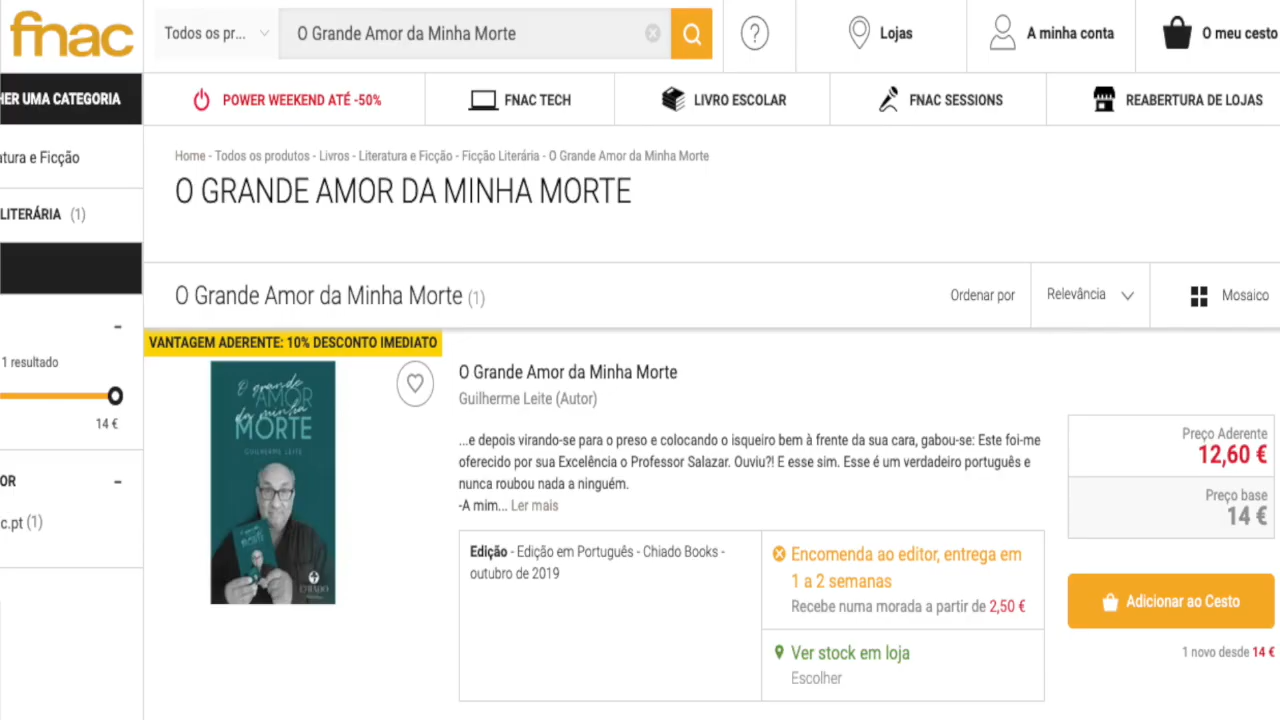 fnac
Todos os pr...
O Grande Amor da Minha Morte
?
Lojas
A minha conta
O meu cesto
HER UMA CATEGORIA
POWER WEEKEND ATÉ -50%
FNAC TECH
LIVRO ESCOLAR
FNAC SESSIONS
REABERTURA DE LOJAS
atura e Ficção
LITERÁRIA (1)
1 resultado
14 €
OR
c.pt (1)
Home - Todos os produtos - Livros - Literatura e Ficção - Ficção Literária - O Grande Amor da Minha Morte
O GRANDE AMOR DA MINHA MORTE
O Grande Amor da Minha Morte (1)
Ordenar por
Relevância
Mosaico
VANTAGEM ADERENTE: 10% DESCONTO IMEDIATO
O grande
AMOR
da minha
MORTE
GUILHERME LEITE
CHIADO
O Grande Amor da Minha Morte
Guilherme Leite (Autor)
...e depois virando-se para o preso e colocando o isqueiro bem à frente da sua cara, gabou-se: Este foi-me
oferecido por sua Excelência o Professor Salazar. Ouviu?! E esse sim. Esse é um verdadeiro português e
nunca roubou nada a ninguém.
-A mim... Ler mais
Edição - Edição em Português - Chiado Books -
outubro de 2019
Encomenda ao editor, entrega em
1 a 2 semanas
Recebe numa morada a partir de 2,50 €
Ver stock em loja
Escolher
Preço Aderente
12,60 €
Preço base
14 €
Adicionar ao Cesto
1 novo desde 14 €